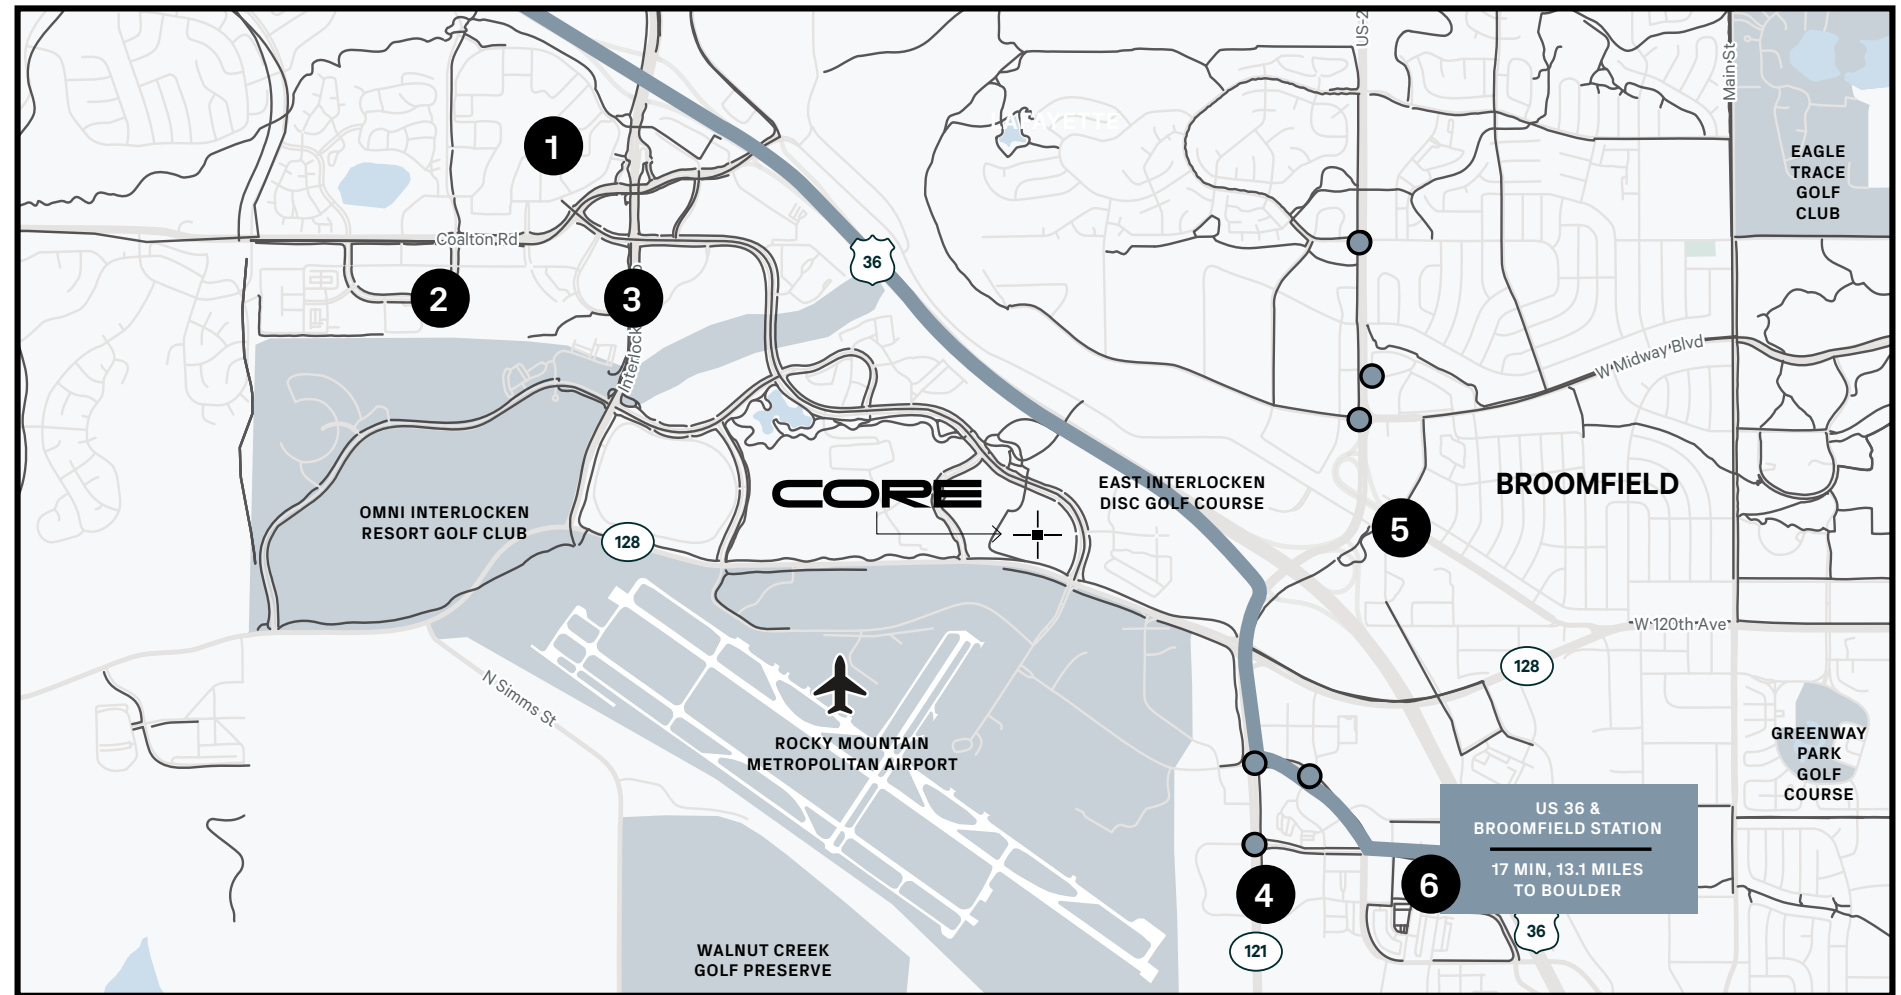 US-2
Main St
LAFAYETTE
1
EAGLE
TRACE
GOLF
CLUB
Coalton Rd
36
2
3
Interlock
W Midway Blvd
CORE
EAST INTERLOCKEN
DISC GOLF COURSE
BROOMFIELD
OMNI INTERLOCKEN
RESORT GOLF CLUB
5
128
W 120th Ave
128
N Simms St
ROCKY MOUNTAIN
METROPOLITAN AIRPORT
GREENWAY
PARK
GOLF
COURSE
US 36 &
BROOMFIELD STATION
17 MIN, 13.1 MILES
TO BOULDER
4
6
36
121
WALNUT CREEK
GOLF PRESERVE